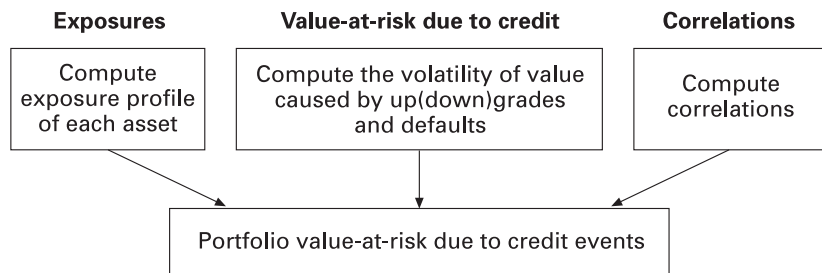 Exposures
Value-at-risk due to credit
Correlations
Compute
exposure profile
of each asset
Compute the volatility of value
caused by up(down)grades
and defaults
Compute
correlations
Portfolio value-at-risk due to credit events